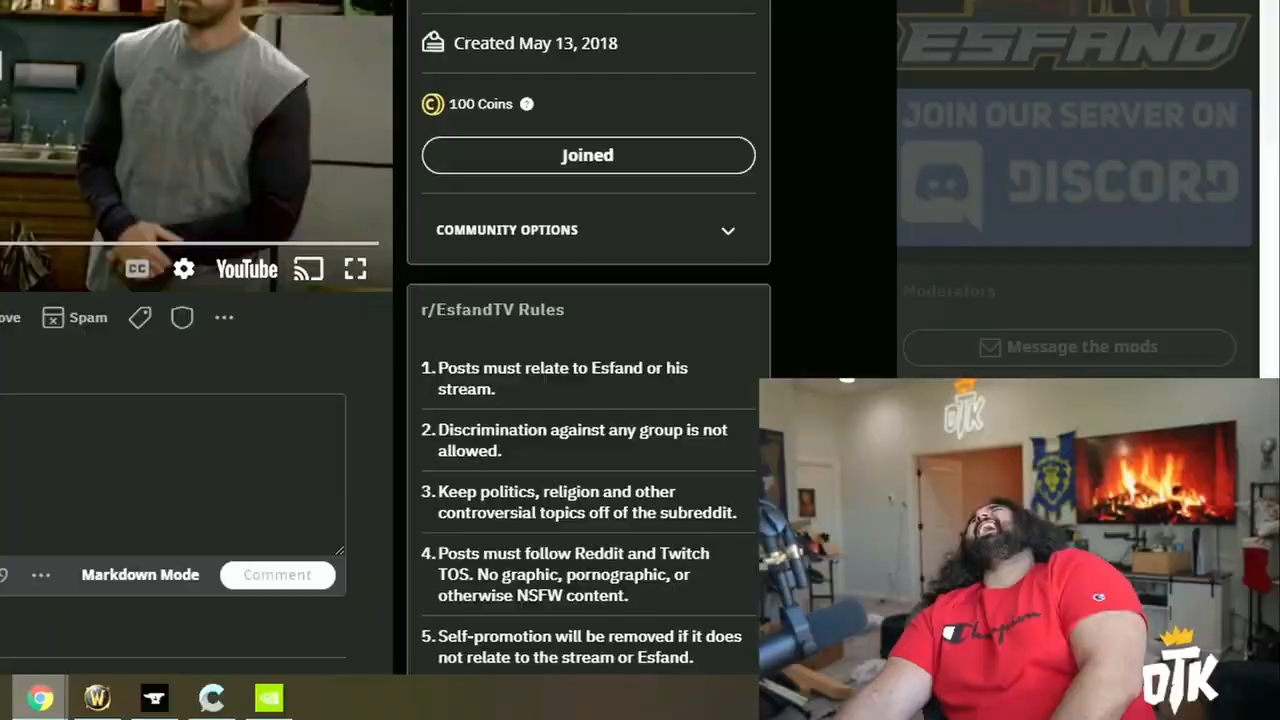 ESFAND
Created May 13, 2018
100 Coins ?
JOIN OUR SERVER ON
DISCORD
Joined
COMMUNITY OPTIONS
CC
YouTube
Moderators
ove
Spam
r/EsfandTV Rules
Message the mods
1. Posts must relate to Esfand or his
stream.
2. Discrimination against any group is not
allowed.
3. Keep politics, religion and other
controversial topics off of the subreddit.
4. Posts must follow Reddit and Twitch
TOS. No graphic, pornographic, or
otherwise NSFW content.
5. Self-promotion will be removed if it does
not relate to the stream or Esfand.
Markdown Mode
Comment
OTK
Champion
OTK
W